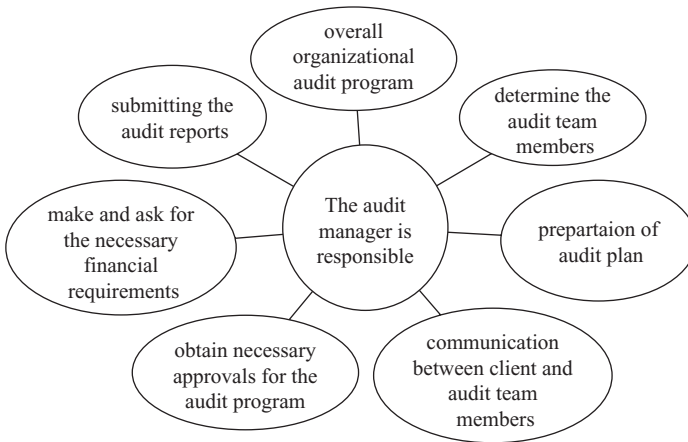 overall
organizational
audit program
submitting the
audit reports
determine the
audit team
members
The audit
manager is
responsible
make and ask for
the necessary
financial
requirements
prepartaion of
audit plan
obtain necessary
approvals for the
audit program
communication
between client and
audit team
members